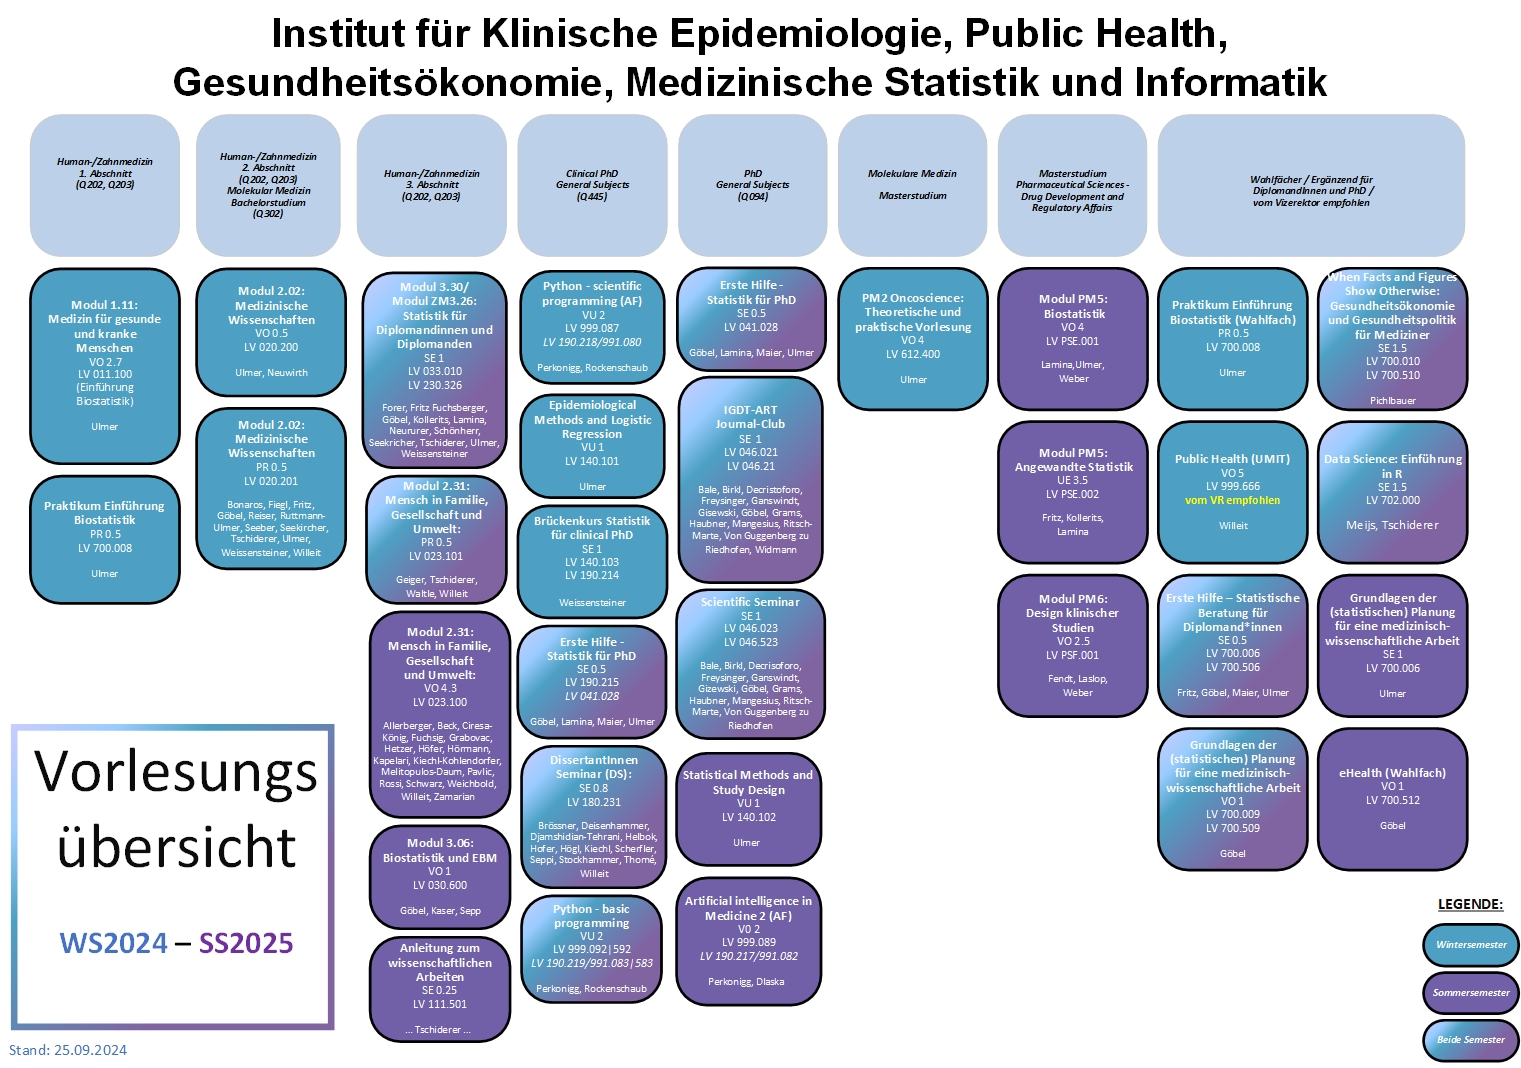 Institut für Klinische Epidemiologie, Public Health,
Gesundheitsökonomie, Medizinische Statistik und Informatik
Human-/Zahnmedizin
1. Abschnitt
(Q202, Q203)
Human-/Zahnmedizin
2. Abschnitt
(Q202, Q203)
Molekular Medizin
Bachelorstudium
(Q302)
Human-/Zahnmedizin
3. Abschnitt
(Q202, Q203)
Clinical PhD
General Subjects
(Q445)
PhD
General Subjects
(Q094)
Molekulare Medizin
Masterstudium
Masterstudium
Pharmaceutical Sciences -
Drug Development and
Regulatory Affairs
Wahlfächer / Ergänzend für
DiplomandInnen und PhD /
vom Vizerektor empfohlen
Modul 1.11:
Medizin für gesunde
und kranke
Menschen
VO 2.7
LV 011.100
(Einführung
Biostatistik)
Ulmer
Praktikum Einführung
Biostatistik
PR 0.5
LV 700.008
Ulmer
Modul 2.02:
Medizinische
Wissenschaften
VO 0.5
LV 020.200
Ulmer, Neuwirth
Modul 2.02:
Medizinische
Wissenschaften
PR 0.5
LV 020.201
Bonaros, Fiegl, Fritz,
Göbel, Reiser, Ruttmann-
Ulmer, Seeber, Seekircher,
Tschiderer, Ulmer,
Weissensteiner, Willeit
Modul 3.30/
Modul ZM3.26:
Statistik für
Diplomandinnen und
Diplomanden
SE 1
LV 033.010
LV 230.326
Forer, Fritz Fuchsberger,
Göbel, Kollerits, Lamina,
Neururer, Schönherr,
Seekricher, Tschiderer, Ulmer,
Weissensteiner
Modul 2.31:
Mensch in Familie,
Gesellschaft und
Umwelt:
PR 0.5
LV 023.101
Geiger, Tschiderer,
Waltle, Willeit
Modul 2.31:
Mensch in Familie,
Gesellschaft
und Umwelt:
VO 4.3
LV 023.100
Allerberger, Beck, Ciresa-
König, Fuchsig, Grabovac,
Hetzer, Höfer, Hörmann,
Kapelari, Kiechl-Kohlendorfer,
Melitopulos-Daum, Pavlic,
Rossi, Schwarz, Weichbold,
Willeit, Zamarian
Modul 3.06:
Biostatistik und EBM
VO 1
LV 030.600
Göbel, Kaser, Sepp
Anleitung zum
wissenschaftlichen
Arbeiten
SE 0.25
LV 111.501
... Tschiderer ...
Python - scientific
programming (AF)
VU 2
LV 999.087
LV 190.218/991.080
Perkonigg, Rockenschaub
Epidemiological
Methods and Logistic
Regression
VU 1
LV 140.101
Ulmer
Brückenkurs Statistik
für clinical PhD
SE 1
LV 140.103
LV 190.214
Weissensteiner
Erste Hilfe -
Statistik für PhD
SE 0.5
LV 190.215
LV 041.028
Göbel, Lamina, Maier, Ulmer
DissertantInnen
Seminar (DS):
SE 0.8
LV 180.231
Brössner, Deisenhammer,
Djamshidian-Tehrani, Helbok,
Hofer, Högl, Kiechl, Scherfler,
Seppi, Stockhammer, Thomé,
Willeit
Python - basic
programming
VU 2
LV 999.092|592
LV 190.219/991.083|583
Perkonigg, Rockenschaub
Erste Hilfe -
Statistik für PhD
SE 0.5
LV 041.028
Göbel, Lamina, Maier, Ulmer
IGDT-ART
Journal-Club
SE 1
LV 046.021
LV 046.21
Bale, Birkl, Decristoforo,
Freysinger, Ganswindt,
Gisewski, Göbel, Grams,
Haubner, Mangesius, Ritsch-
Marte, Von Guggenberg zu
Riedhofen, Widmann
Scientific Seminar
SE 1
LV 046.023
LV 046.523
Bale, Birkl, Decrisoforo,
Freysinger, Ganswindt,
Gizewski, Göbel, Grams,
Haubner, Mangesius, Ritsch-
Marte, Von Guggenberg zu
Riedhofen
Statistical Methods and
Study Design
VU 1
LV 140.102
Ulmer
Artificial intelligence in
Medicine 2 (AF)
V0 2
LV 999.089
LV 190.217/991.082
Perkonigg, Dlaska
PM2 Oncoscience:
Theoretische und
praktische Vorlesung
VO 4
LV 612.400
Ulmer
Modul PM5:
Biostatistik
VO 4
LV PSE.001
Lamina,Ulmer,
Weber
Modul PM5:
Angewandte Statistik
UE 3.5
LV PSE.002
Fritz, Kollerits,
Lamina
Modul PM6:
Design klinischer
Studien
VO 2.5
LV PSF.001
Fendt, Laslop,
Weber
Praktikum Einführung
Biostatistik (Wahlfach)
PR 0.5
LV 700.008
Ulmer
Public Health (UMIT)
VO 5
LV 999.666
vom VR empfohlen
Willeit
Erste Hilfe – Statistische
Beratung für
Diplomand*innen
SE 0.5
LV 700.006
LV 700.506
Fritz, Göbel, Maier, Ulmer
Grundlagen der
(statistischen) Planung
für eine medizinisch-
wissenschaftliche Arbeit
VO 1
LV 700.009
LV 700.509
Göbel
When Facts and Figures
Show Otherwise:
Gesundheitsökonomie
und Gesundheitspolitik
für Mediziner
SE 1.5
LV 700.010
LV 700.510
Pichlbauer
Data Science: Einführung
in R
SE 1.5
LV 702.000
Meijs, Tschiderer
Grundlagen der
(statistischen) Planung
für eine medizinisch-
wissenschaftliche Arbeit
SE 1
LV 700.006
Ulmer
eHealth (Wahlfach)
VO 1
LV 700.512
Göbel
Vorlesungs
übersicht
WS2024 – SS2025
Stand: 25.09.2024
LEGENDE:
Wintersemester
Sommersemester
Beide Semester